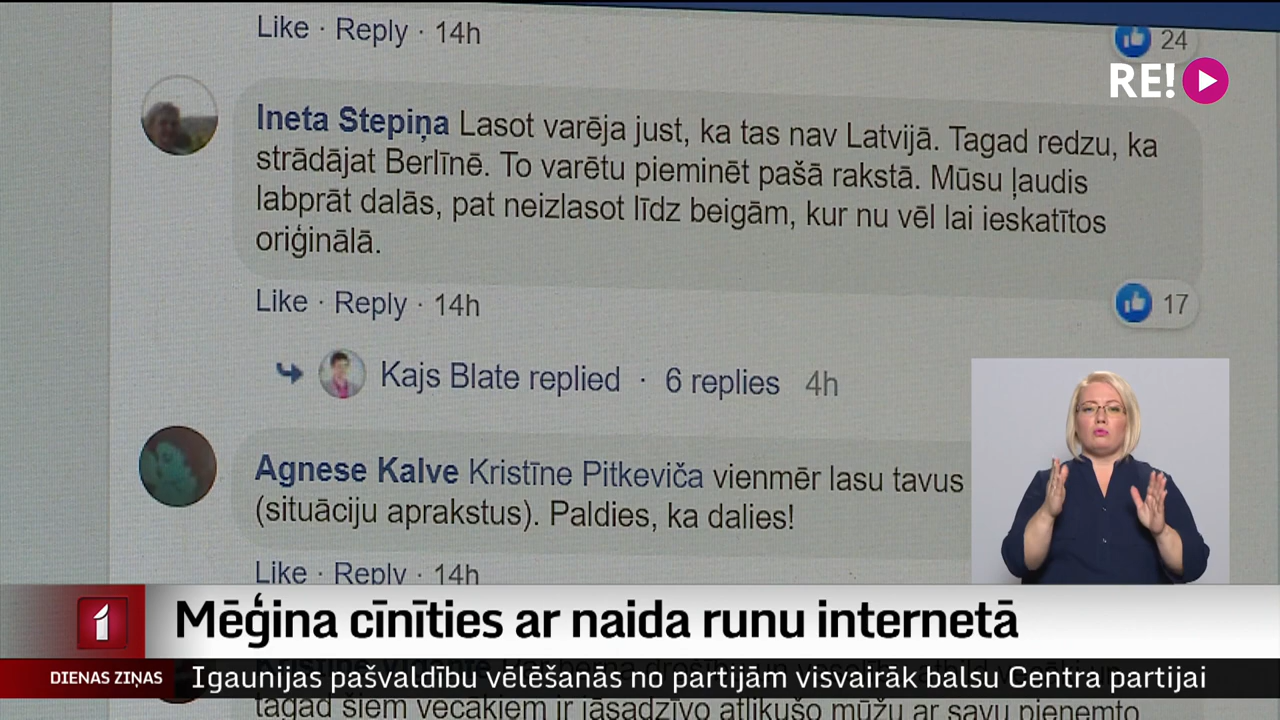 Like · Reply · 14h
24
RE!
Ineta Stepiņa Lasot varēja just, ka tas nav Latvijā. Tagad redzu, ka
strādājat Berlīnē. To varētu pieminēt pašā rakstā. Mūsu ļaudis
labprāt dalās, pat neizlasot līdz beigām, kur nu vēl lai ieskatītos
oriģinālā.
Like · Reply · 14h
17
Kajs Blate replied · 6 replies 4h
Agnese Kalve Kristīne Pitkeviča vienmēr lasu tavus
(situāciju aprakstus). Paldies, ka dalies!
Like · Reply · 14h
1
Mēģina cīnīties ar naida runu internetā
DIENAS ZIŅAS
Igaunijas pašvaldību vēlēšanās no partijām visvairāk balsu Centra partijai
tagad šiem vecākiem ir jāsadzīvo atlikušo mūžu ar savu pieņemto